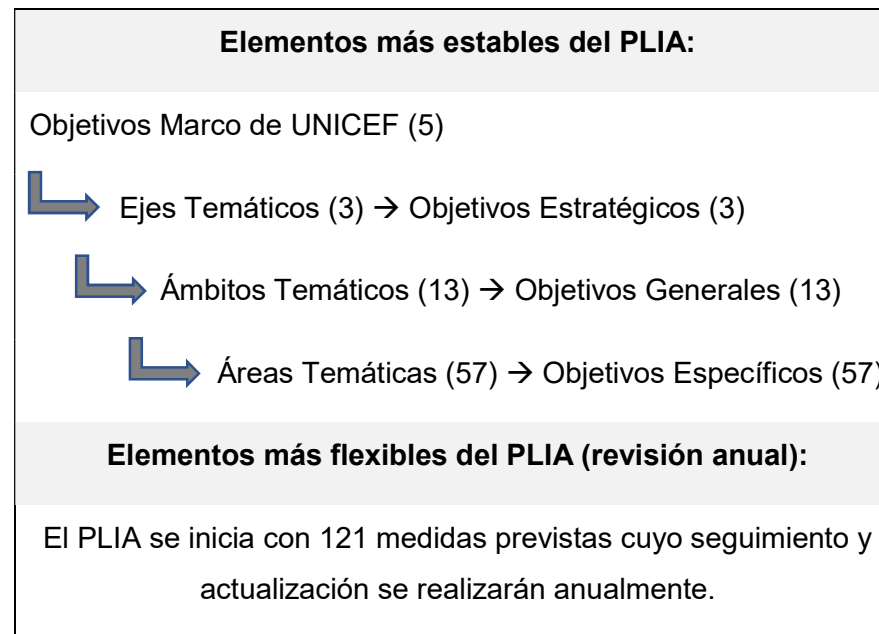 Elementos más estables del PLIA:
Objetivos Marco de UNICEF (5)
Ejes Temáticos (3) → Objetivos Estratégicos (3)
Ámbitos Temáticos (13) → Objetivos Generales (13)
Áreas Temáticas (57) → Objetivos Específicos (57)
Elementos más flexibles del PLIA (revisión anual):
El PLIA se inicia con 121 medidas previstas cuyo seguimiento y
actualización se realizarán anualmente.